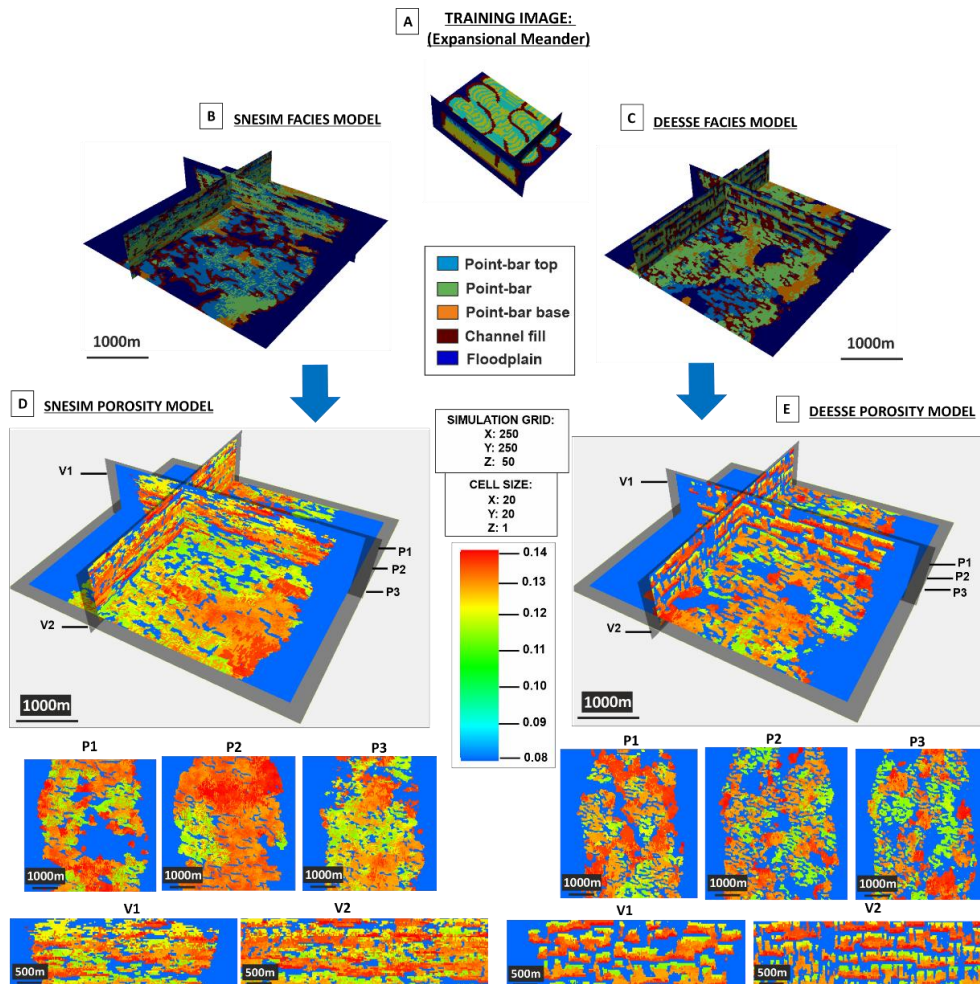 A
TRAINING IMAGE:
(Expansional Meander)
B
SNESIM FACIES MODEL
C
DEESSE FACIES MODEL
Point-bar top
Point-bar
Point-bar base
Channel fill
Floodplain
1000m
1000m
D
SNESIM POROSITY MODEL
E
DEESSE POROSITY MODEL
SIMULATION GRID:
X: 250
Y: 250
Z: 50
CELL SIZE:
X: 20
Y: 20
Z: 1
V1
P1
P2
P3
V2
1000m
0.14
0.13
0.12
0.11
0.10
0.09
0.08
V1
P1
P2
P3
V2
1000m
P1
P2
P3
1000m
1000m
1000m
P1
P2
P3
1000m
1000m
1000m
V1
V2
500m
500m
V1
V2
500m
500m